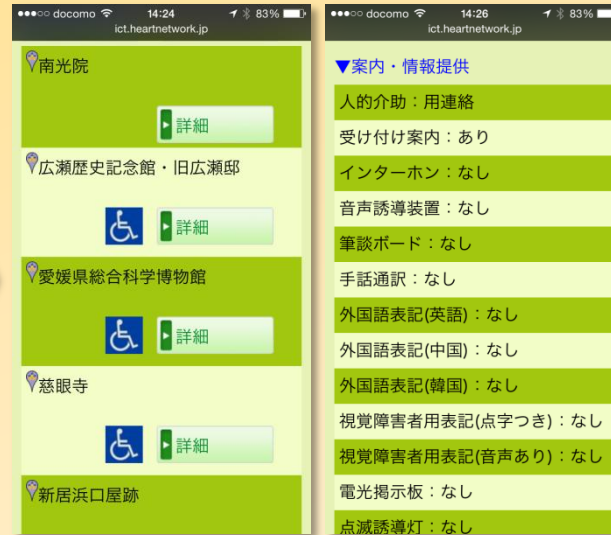 ●●●○○ docomo 14:24 83%
ict.heartnetwork.jp
南光院
詳細
広瀬歴史記念館・旧広瀬邸
詳細
愛媛県総合科学博物館
詳細
慈眼寺
詳細
新居浜口屋跡
●●●○○ docomo 14:26 83%
ict.heartnetwork.jp
▼案内・情報提供
人的介助：用連絡
受け付け案内：あり
インターホン：なし
音声誘導装置：なし
筆談ボード：なし
手話通訳：なし
外国語表記(英語)：なし
外国語表記(中国)：なし
外国語表記(韓国)：なし
視覚障害者用表記(点字つき)：なし
視覚障害者用表記(音声あり)：なし
電光掲示板：なし
点滅誘導灯：なし